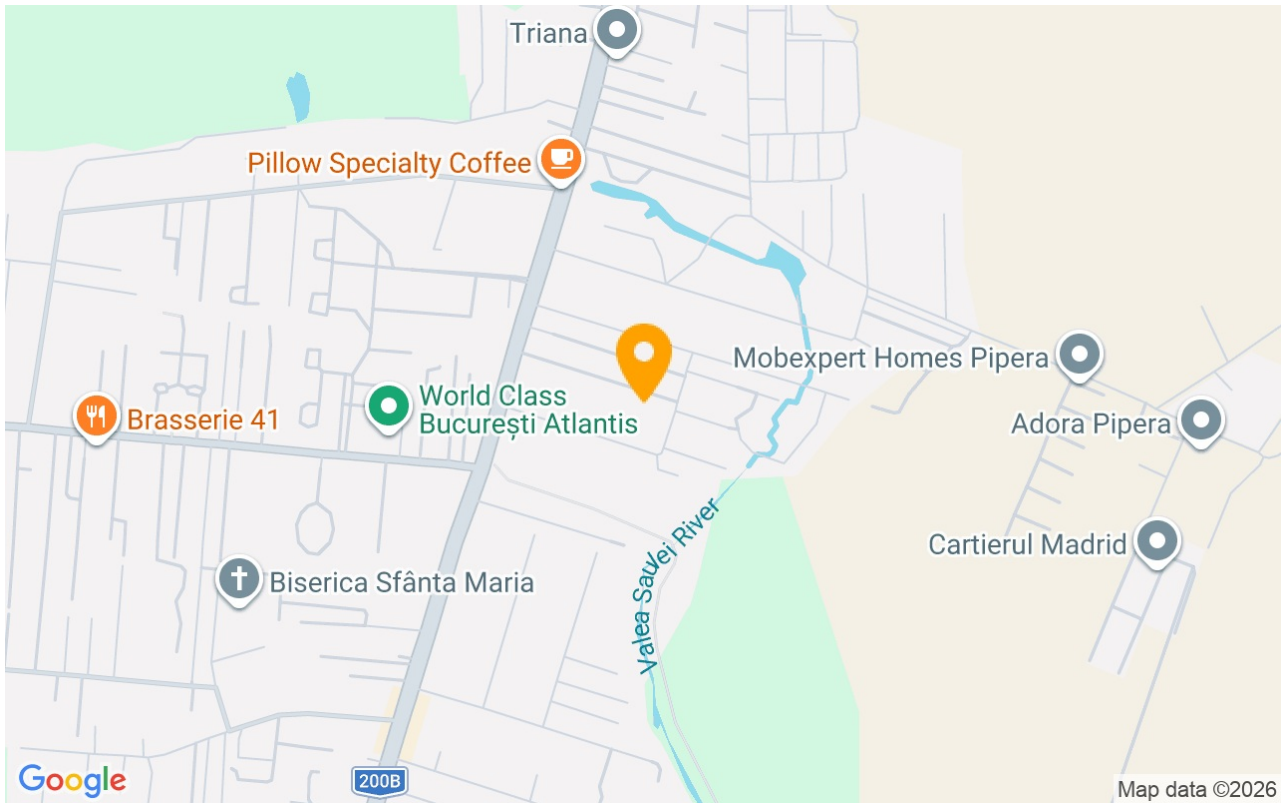 Triana
Pillow Specialty Coffee
Mobexpert Homes Pipera
World Class
București Atlantis
Brasserie 41
Adora Pipera
Valea Saulei River
Cartierul Madrid
Biserica Sfânta Maria
200B
Google
Map data ©2026